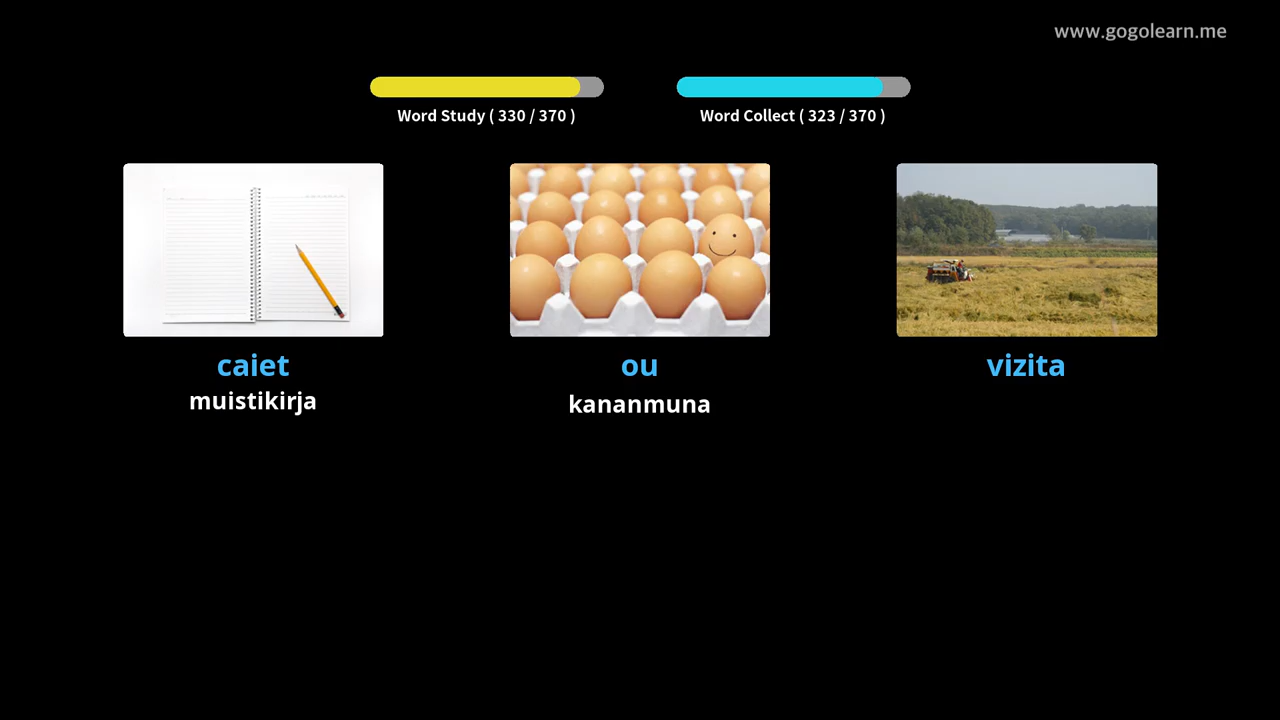 www.gogolearn.me
Word Study ( 330 / 370 )
Word Collect ( 323 / 370 )
caiet
ou
vizita
muistikirja
kananmuna